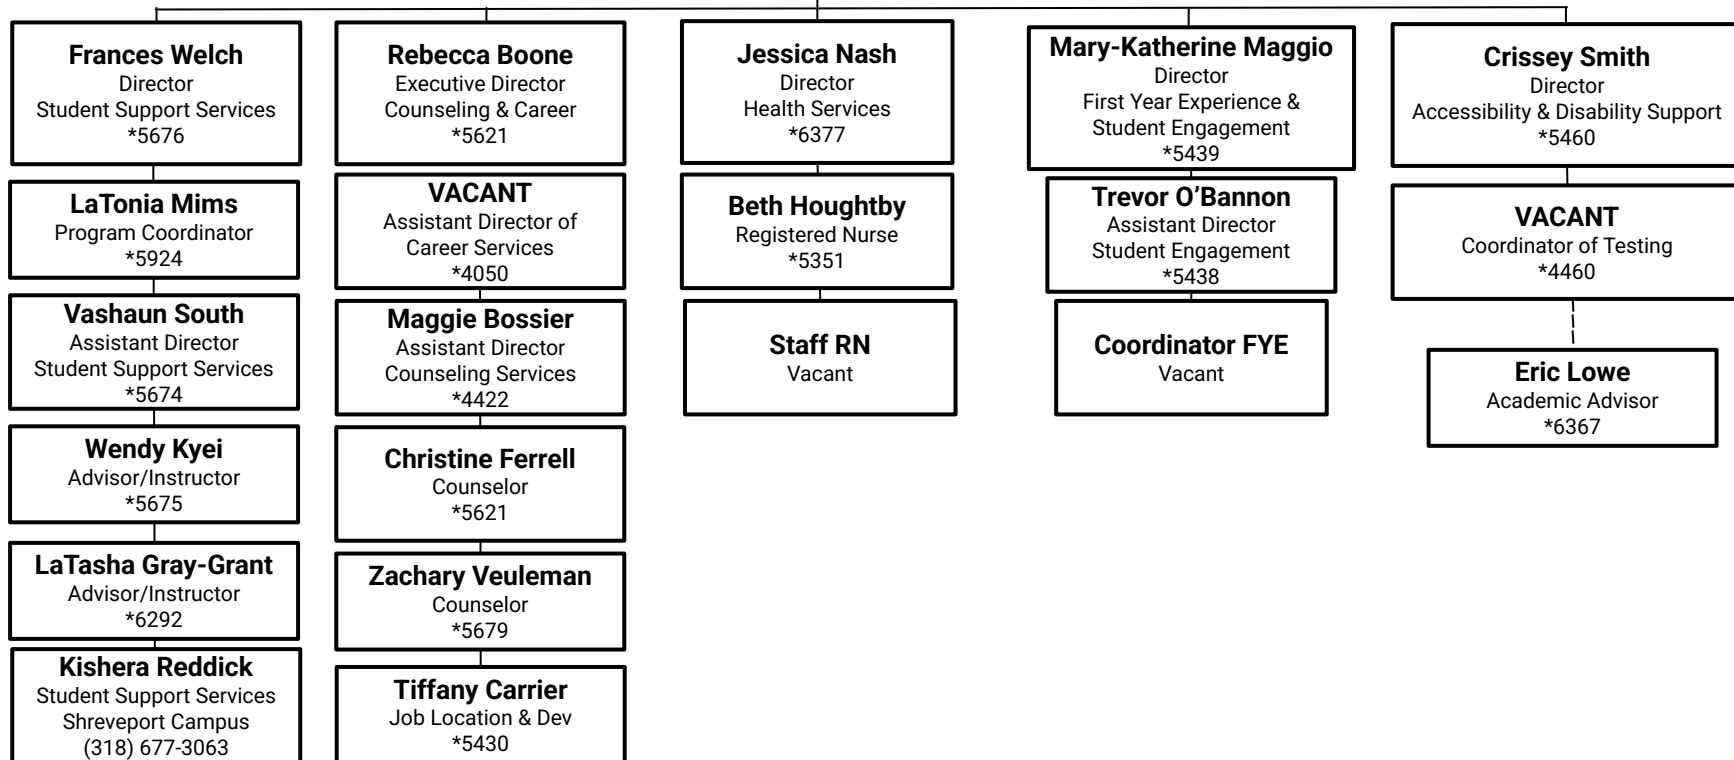 Frances Welch
Director
Student Support Services
*5676
LaTonia Mims
Program Coordinator
*5924
Vashaun South
Assistant Director
Student Support Services
*5674
Wendy Kyei
Advisor/Instructor
*5675
LaTasha Gray-Grant
Advisor/Instructor
*6292
Kishera Reddick
Student Support Services
Shreveport Campus
(318) 677-3063
Rebecca Boone
Executive Director
Counseling & Career
*5621
VACANT
Assistant Director of
Career Services
*4050
Maggie Bossier
Assistant Director
Counseling Services
*4422
Christine Ferrell
Counselor
*5621
Zachary Veuleman
Counselor
*5679
Tiffany Carrier
Job Location & Dev
*5430
Jessica Nash
Director
Health Services
*6377
Beth Houghtby
Registered Nurse
*5351
Staff RN
Vacant
Mary-Katherine Maggio
Director
First Year Experience &
Student Engagement
*5439
Trevor O’Bannon
Assistant Director
Student Engagement
*5438
Coordinator FYE
Vacant
Crissey Smith
Director
Accessibility & Disability Support
*5460
VACANT
Coordinator of Testing
*4460
Eric Lowe
Academic Advisor
*6367